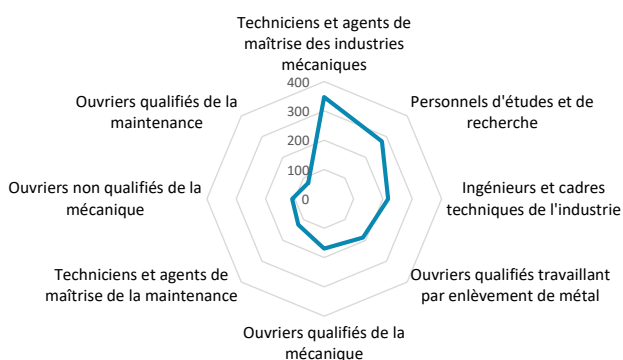 Techniciens et agents de
maîtrise des industries
mécaniques
400
300
200
100
0
Personnels d'études et de
recherche
Ingénieurs et cadres
techniques de l'industrie
Ouvriers qualifiés travaillant
par enlèvement de métal
Ouvriers qualifiés de la
mécanique
Techniciens et agents de
maîtrise de la maintenance
Ouvriers non qualifiés de la
mécanique
Ouvriers qualifiés de la
maintenance